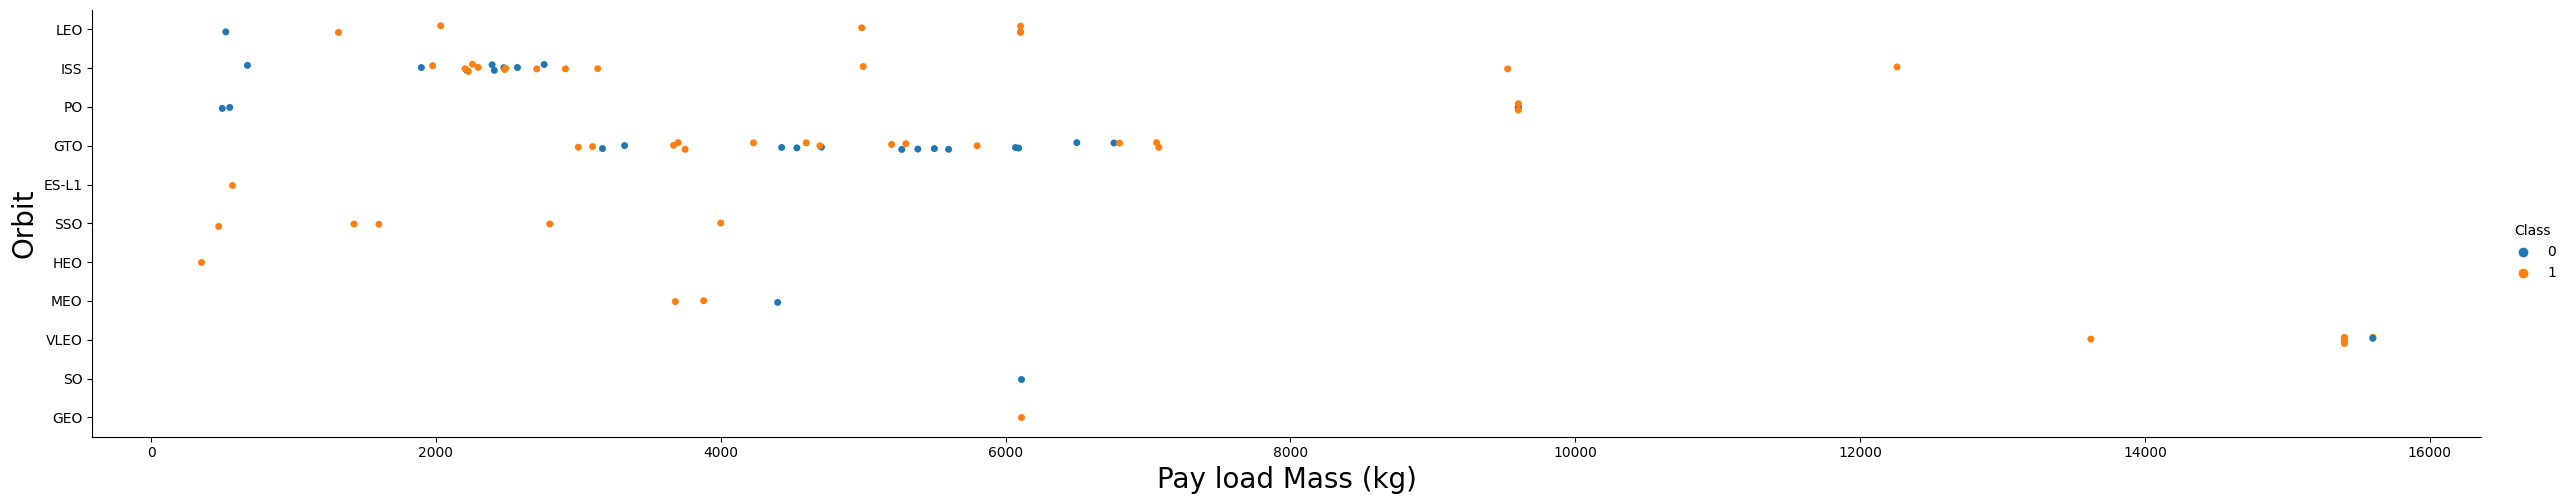 LEO
ISS
PO
GTO
ES-L1
SSO
HEO
MEO
VLEO
SO
GEO
Orbit
0 2000 4000 6000 8000 10000 12000 14000 16000
Pay load Mass (kg)
Class
0
1